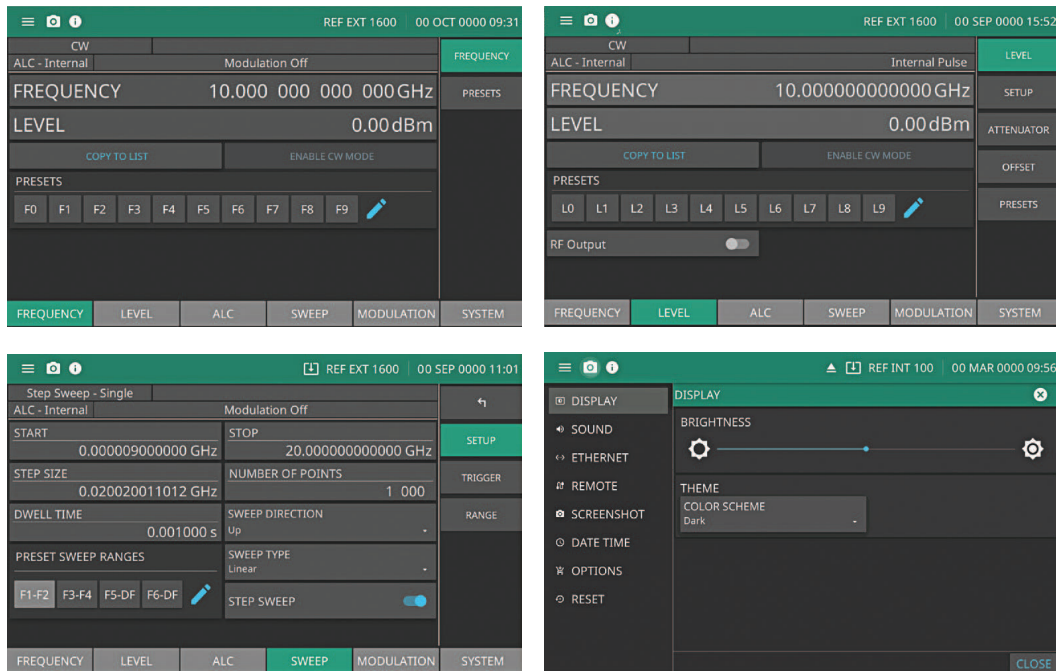 REF EXT 1600 00 OCT 0000 09:31
CW
ALC - Internal Modulation Off
FREQUENCY 10.000 000 000 000 GHz
LEVEL 0.00 dBm
COPY TO LIST ENABLE CW MODE
PRESETS
F0 F1 F2 F3 F4 F5 F6 F7 F8 F9
FREQUENCY
PRESETS
FREQUENCY LEVEL ALC SWEEP MODULATION SYSTEM
REF EXT 1600 00 SEP 0000 15:52
CW
ALC - Internal Internal Pulse
FREQUENCY 10.000000000000 GHz
LEVEL 0.00 dBm
COPY TO LIST ENABLE CW MODE
PRESETS
L0 L1 L2 L3 L4 L5 L6 L7 L8 L9
RF Output
LEVEL
SETUP
ATTENUATOR
OFFSET
PRESETS
FREQUENCY LEVEL ALC SWEEP MODULATION SYSTEM
REF EXT 1600 00 SEP 0000 11:01
Step Sweep - Single
ALC - Internal Modulation Off
START STOP
0.000009000000 GHz 20.000000000000 GHz
STEP SIZE NUMBER OF POINTS
0.020020011012 GHz 1 000
DWELL TIME SWEEP DIRECTION
0.001000 s Up
PRESET SWEEP RANGES SWEEP TYPE
Linear
F1-F2 F3-F4 F5-DF F6-DF STEP SWEEP
SETUP
TRIGGER
RANGE
FREQUENCY LEVEL ALC SWEEP MODULATION SYSTEM
REF INT 100 00 MAR 0000 09:56
DISPLAY
SOUND
ETHERNET
REMOTE
SCREENSHOT
DATE TIME
OPTIONS
RESET
DISPLAY
BRIGHTNESS
THEME
COLOR SCHEME
Dark
CLOSE